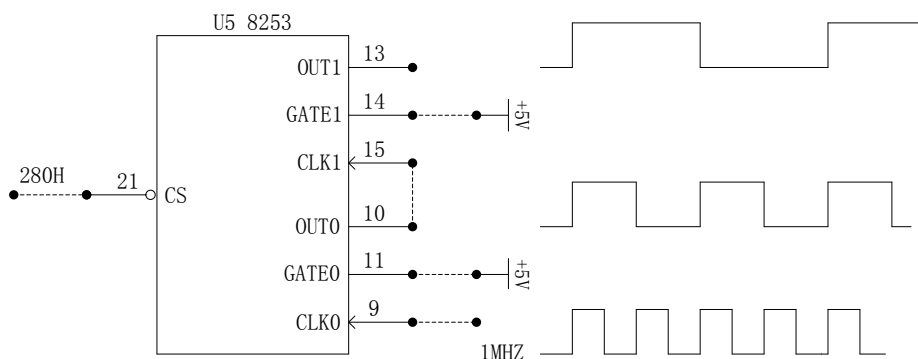 U5 8253
OUT1 13
GATE1 14 +5V
CLK1 15
280H 21 CS
OUT0 10
GATE0 11 +5V
CLK0 9
1MHZ